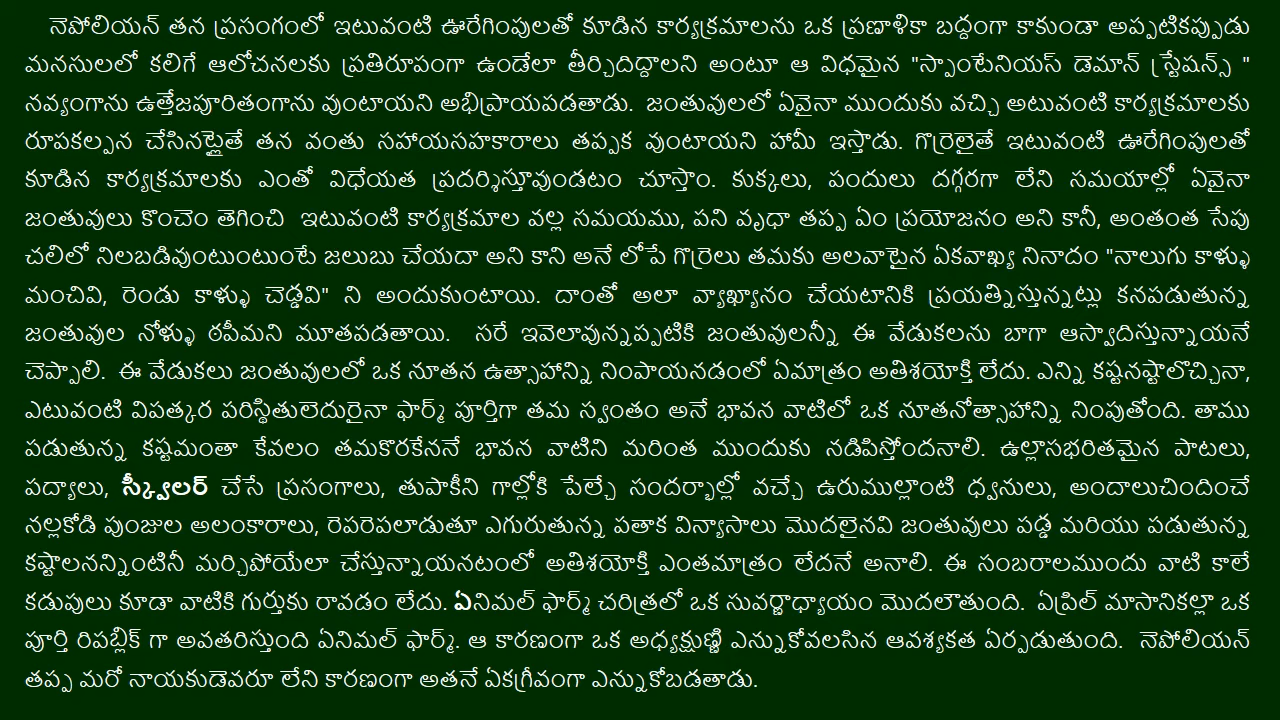 నెపోలియన్ తన ప్రసంగంలో ఇటువంటి ఊరేగింపులతో కూడిన కార్యక్రమాలను ఒక ప్రణాళికా బద్ధంగా కాకుండా అప్పటికప్పుడు
మనసులలో కలిగే ఆలోచనలకు ప్రతిరూపంగా ఉండేలా తీర్చిదిద్దాలని అంటూ ఆ విధమైన "స్పాంటేనియస్ డెమాన్ స్ట్రేషన్స్ "
నవ్యంగాను ఉత్తేజపూరితంగాను వుంటాయని అభిప్రాయపడతాడు. జంతువులలో ఏవైనా ముందుకు వచ్చి అటువంటి కార్యక్రమాలకు
రూపకల్పన చేసినట్లైతే తన వంతు సహాయసహకారాలు తప్పక వుంటాయని హామీ ఇస్తాడు. గొర్రెలైతే ఇటువంటి ఊరేగింపులతో
కూడిన కార్యక్రమాలకు ఎంతో విధేయత ప్రదర్శిస్తూవుండటం చూస్తాం. కుక్కలు, పందులు దగ్గరగా లేని సమయాల్లో ఏవైనా
జంతువులు కొంచెం తెగించి ఇటువంటి కార్యక్రమాల వల్ల సమయము, పని వృధా తప్ప ఏం ప్రయోజనం అని కానీ, అంతంత సేపు
చలిలో నిలబడివుంటుంటుంటే జలుబు చేయదా అని కాని అనే లోపే గొర్రెలు తమకు అలవాటైన ఏకవాఖ్య నినాదం "నాలుగు కాళ్ళు
మంచివి, రెండు కాళ్ళు చెడ్డవి" ని అందుకుంటాయి. దాంతో అలా వ్యాఖ్యానం చేయటానికి ప్రయత్నిస్తున్నట్లు కనపడుతున్న
జంతువుల నోళ్ళు ఠపీమని మూతపడతాయి. సరే ఇవెలావున్నప్పటికి జంతువులన్నీ ఈ వేడుకలను బాగా ఆస్వాదిస్తున్నాయనే
చెప్పాలి. ఈ వేడుకలు జంతువులలో ఒక నూతన ఉత్సాహాన్ని నింపాయనడంలో ఏమాత్రం అతిశయోక్తి లేదు. ఎన్ని కష్టనష్టాలొచ్చినా,
ఎటువంటి విపత్కర పరిస్థితులెదురైనా ఫార్మ్ పూర్తిగా తమ స్వంతం అనే భావన వాటిలో ఒక నూతనోత్సాహాన్ని నింపుతోంది. తాము
పడుతున్న కష్టమంతా కేవలం తమకొరకేననే భావన వాటిని మరింత ముందుకు నడిపిస్తోందనాలి. ఉల్లాసభరితమైన పాటలు,
పద్యాలు, స్క్వీలర్ చేసే ప్రసంగాలు, తుపాకీని గాల్లోకి పేల్చే సందర్భాల్లో వచ్చే ఉరుముల్లాంటి ధ్వనులు, అందాలుచిందించే
నల్లకోడి పుంజుల అలంకారాలు, రెపరెపలాడుతూ ఎగురుతున్న పతాక విన్యాసాలు మొదలైనవి జంతువులు పడ్డ మరియు పడుతున్న
కష్టాలనన్నింటినీ మర్చిపోయేలా చేస్తున్నాయనటంలో అతిశయోక్తి ఎంతమాత్రం లేదనే అనాలి. ఈ సంబరాలముందు వాటి కాలే
కడుపులు కూడా వాటికి గుర్తుకు రావడం లేదు. ఏనిమల్ ఫార్మ్ చరిత్రలో ఒక సువర్ణాధ్యాయం మొదలౌతుంది. ఏప్రిల్ మాసానికల్లా ఒక
పూర్తి రిపబ్లిక్ గా అవతరిస్తుంది ఏనిమల్ ఫార్మ్. ఆ కారణంగా ఒక అధ్యక్షుణ్ణి ఎన్నుకోవలసిన ఆవశ్యకత ఏర్పడుతుంది. నెపోలియన్
తప్ప మరో నాయకుడెవరూ లేని కారణంగా అతనే ఏకగ్రీవంగా ఎన్నుకోబడతాడు.